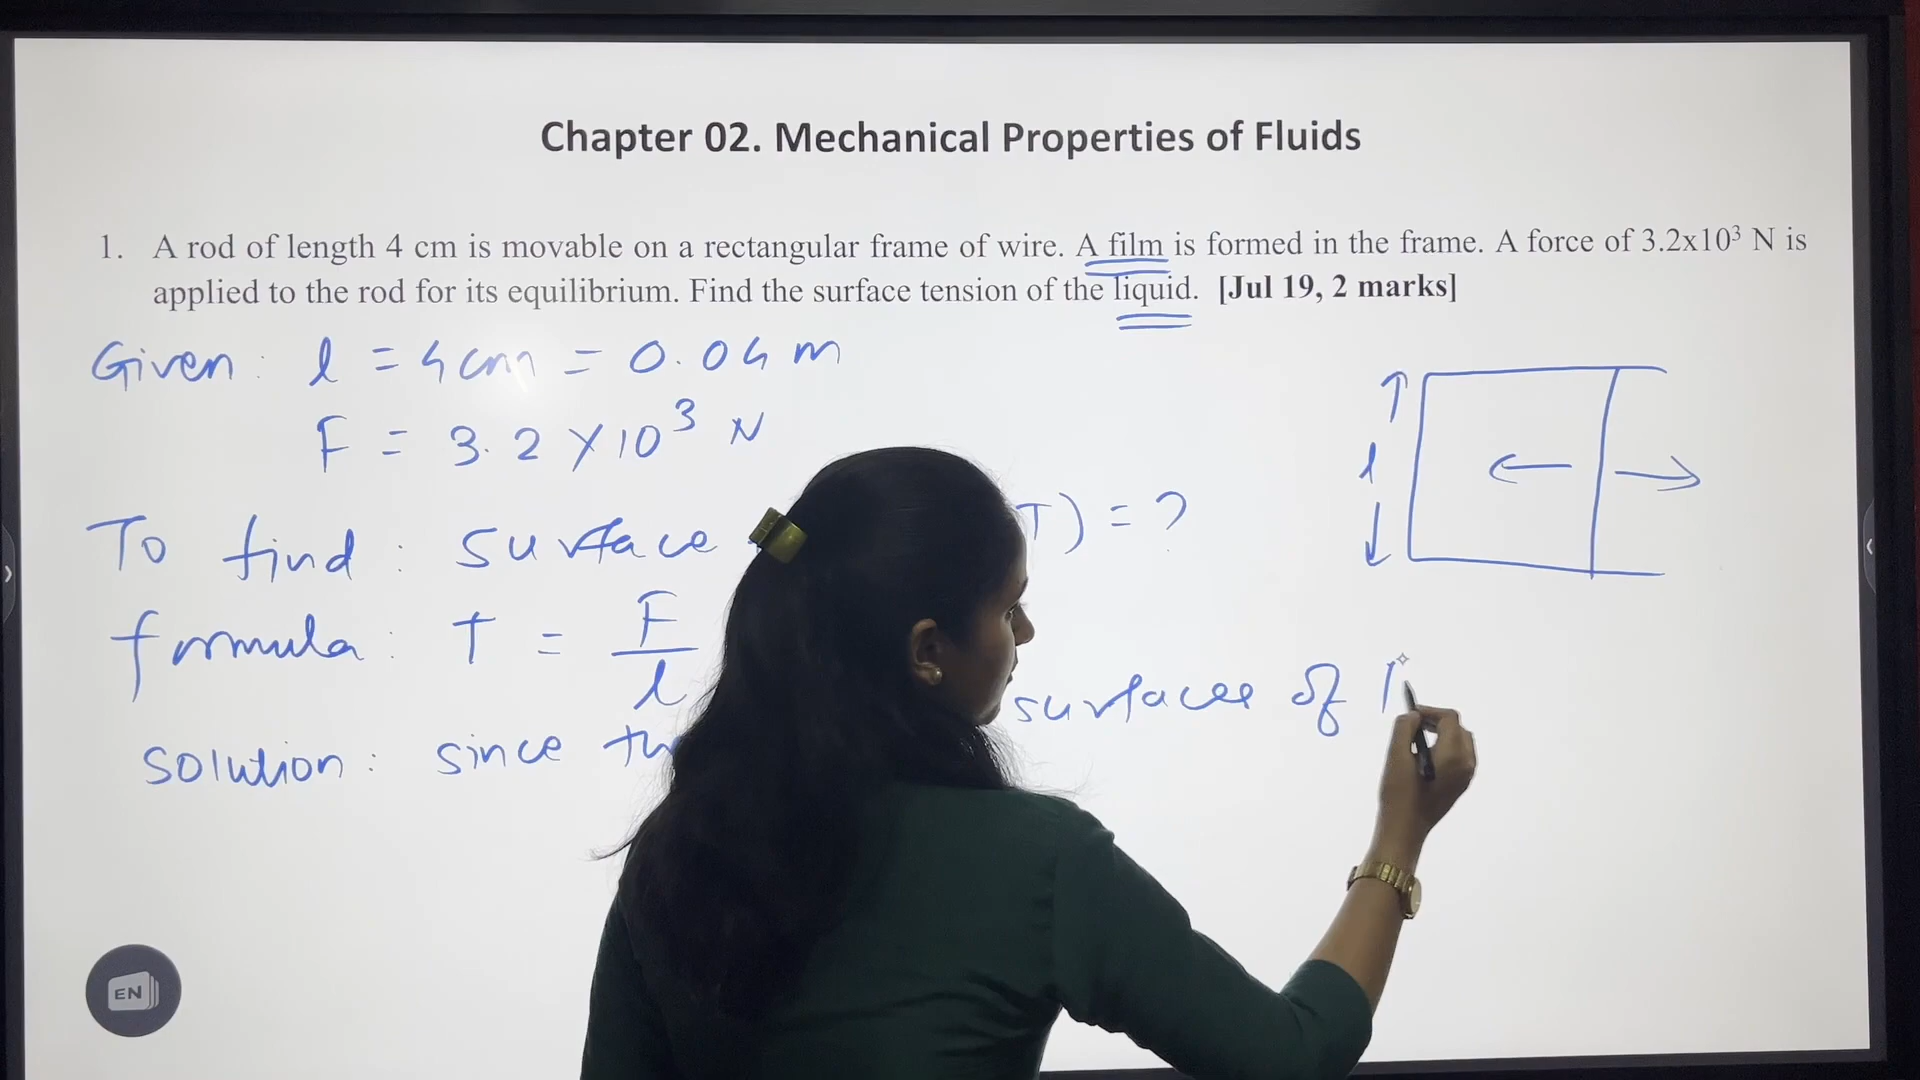 Chapter 02. Mechanical Properties of Fluids
1. A rod of length 4 cm is movable on a rectangular frame of wire. A film is formed in the frame. A force of 3.2x10³ N is
applied to the rod for its equilibrium. Find the surface tension of the liquid. [Jul 19, 2 marks]
Given: l = 4 cm = 0.04 m
F = 3.2 × 10³ N
l
To find: surface T) = ?
formula: T = F/l
surfaces of
solution: since
EN